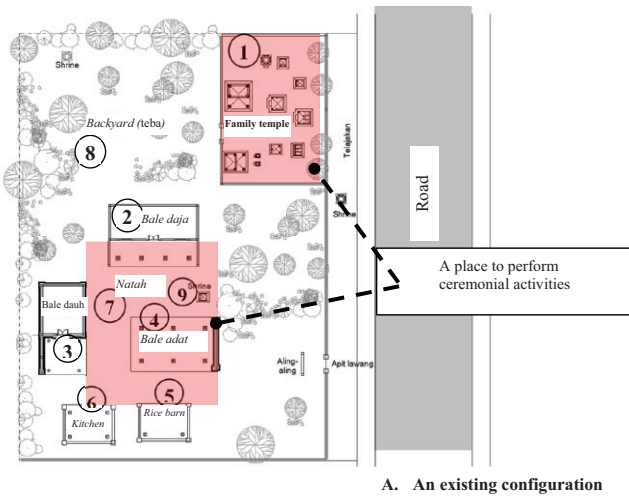 1
Shrine
Backyard (teba)
Family temple
8
Telajakan
Road
2
Bale daja
Shrine
A place to perform
ceremonial activities
Natah
Shrine
9
Bale dauh
7
4
Bale adat
3
Aling-
aling
Apit lawang
6
5
Kitchen
Rice barn
A. An existing configuration